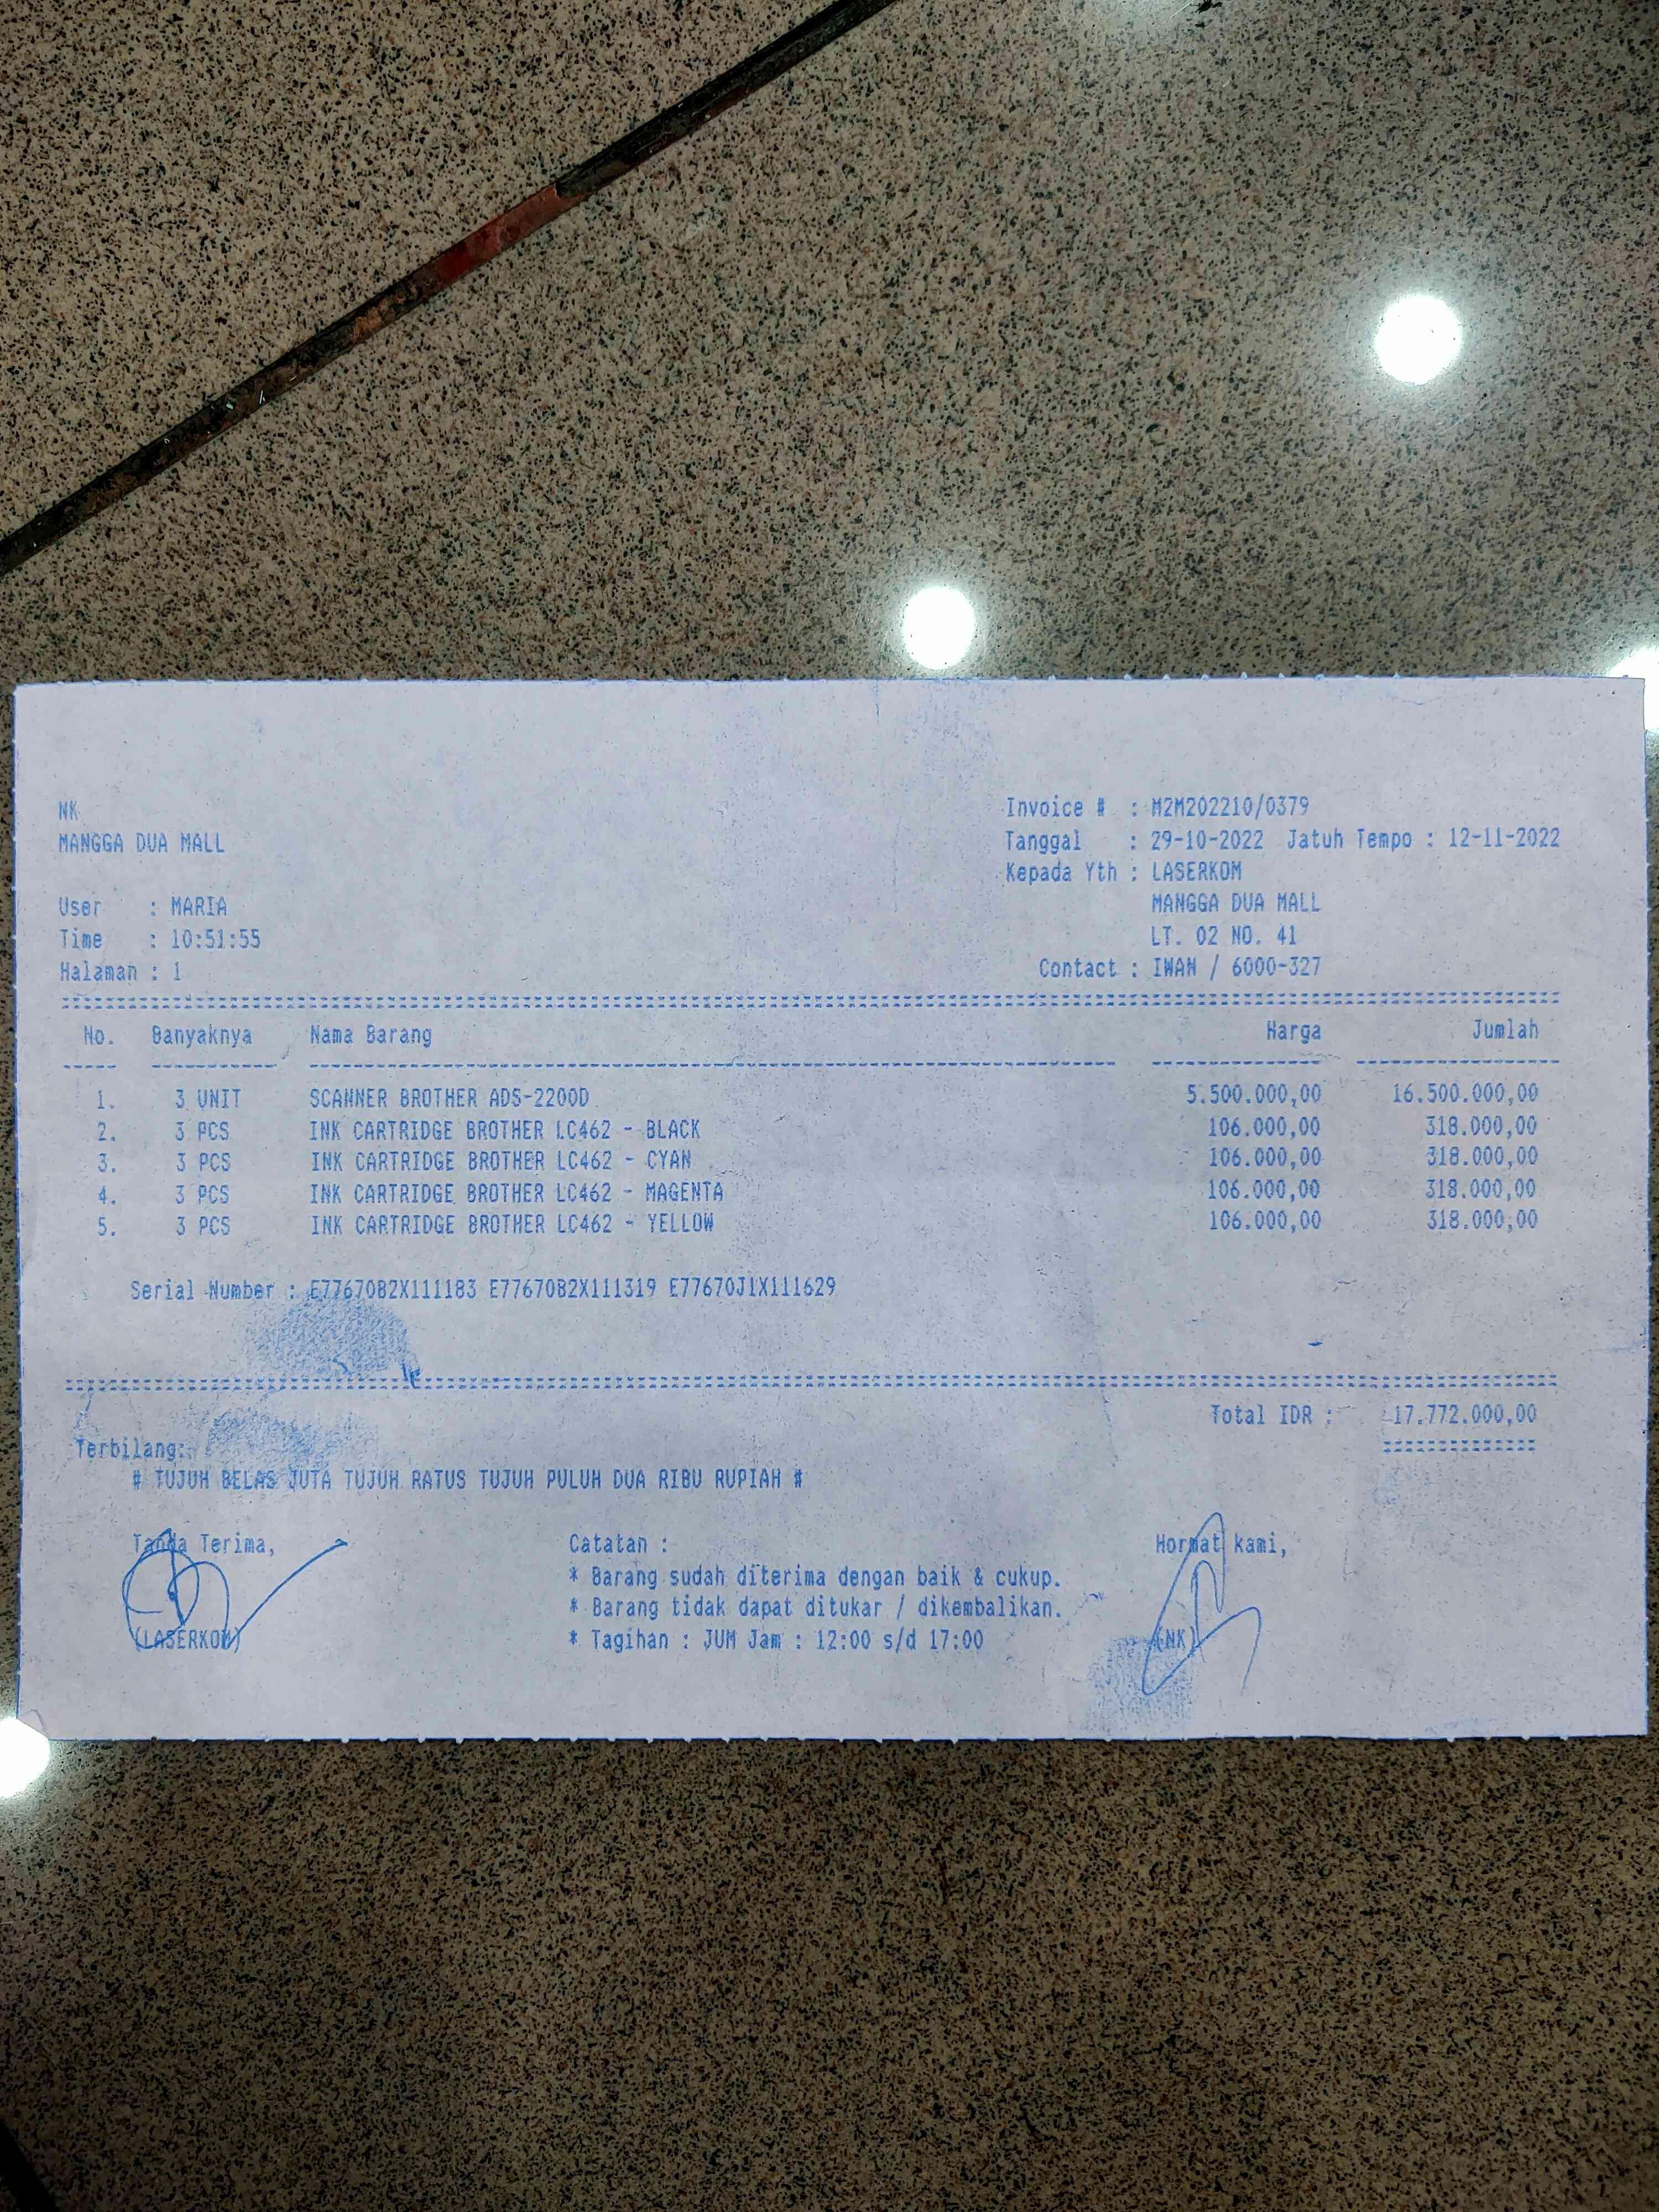 NK
MANGGA DUA MALL
User : MARIA
Time : 10:51:55
Halaman : 1
Invoice # : M2M202210/0379
Tanggal : 29-10-2022 Jatuh Tempo : 12-11-2022
Kepada Yth : LASERKOM
MANGGA DUA MALL
LT. 02 NO. 41
Contact : IWAN / 6000-327
No. Banyaknya Nama Barang Harga Jumlah
1. 3 UNIT SCANNER BROTHER ADS-2200D 5.500.000,00 16.500.000,00
2. 3 PCS INK CARTRIDGE BROTHER LC462 - BLACK 106.000,00 318.000,00
3. 3 PCS INK CARTRIDGE BROTHER LC462 - CYAN 106.000,00 318.000,00
4. 3 PCS INK CARTRIDGE BROTHER LC462 - MAGENTA 106.000,00 318.000,00
5. 3 PCS INK CARTRIDGE BROTHER LC462 - YELLOW 106.000,00 318.000,00
Serial Number : E77670B2X111183 E77670B2X111319 E77670J1X111629
Total IDR : 17.772.000,00
Terbilang:
# TUJUH BELAS JUTA TUJUH RATUS TUJUH PULUH DUA RIBU RUPIAH #
Tanda Terima,
(LASERKOM)
Catatan :
* Barang sudah diterima dengan baik & cukup.
* Barang tidak dapat ditukar / dikembalikan.
* Tagihan : JUM Jam : 12:00 s/d 17:00
Hormat kami,
(NK)